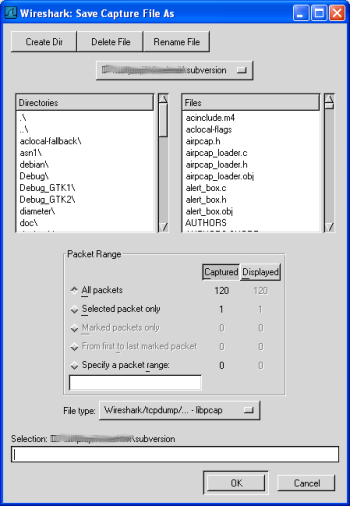 Wireshark: Save Capture File As
Create Dir Delete File Rename File
\subversion
Directories
.\
..\
aclocal-fallback\
asn1\
debian\
Debug\
Debug_GTK1\
Debug_GTK2\
diameter\
doc\
Files
acinclude.m4
aclocal-flags
airpcap.h
airpcap_loader.c
airpcap_loader.h
airpcap_loader.obj
alert_box.c
alert_box.h
alert_box.obj
AUTHORS
Packet Range
Captured Displayed
All packets 120 120
Selected packet only 1 1
Marked packets only 0 0
From first to last marked packet 0 0
Specify a packet range: 0 0
File type: Wireshark/tcpdump/... - libpcap
Selection: \subversion
OK Cancel